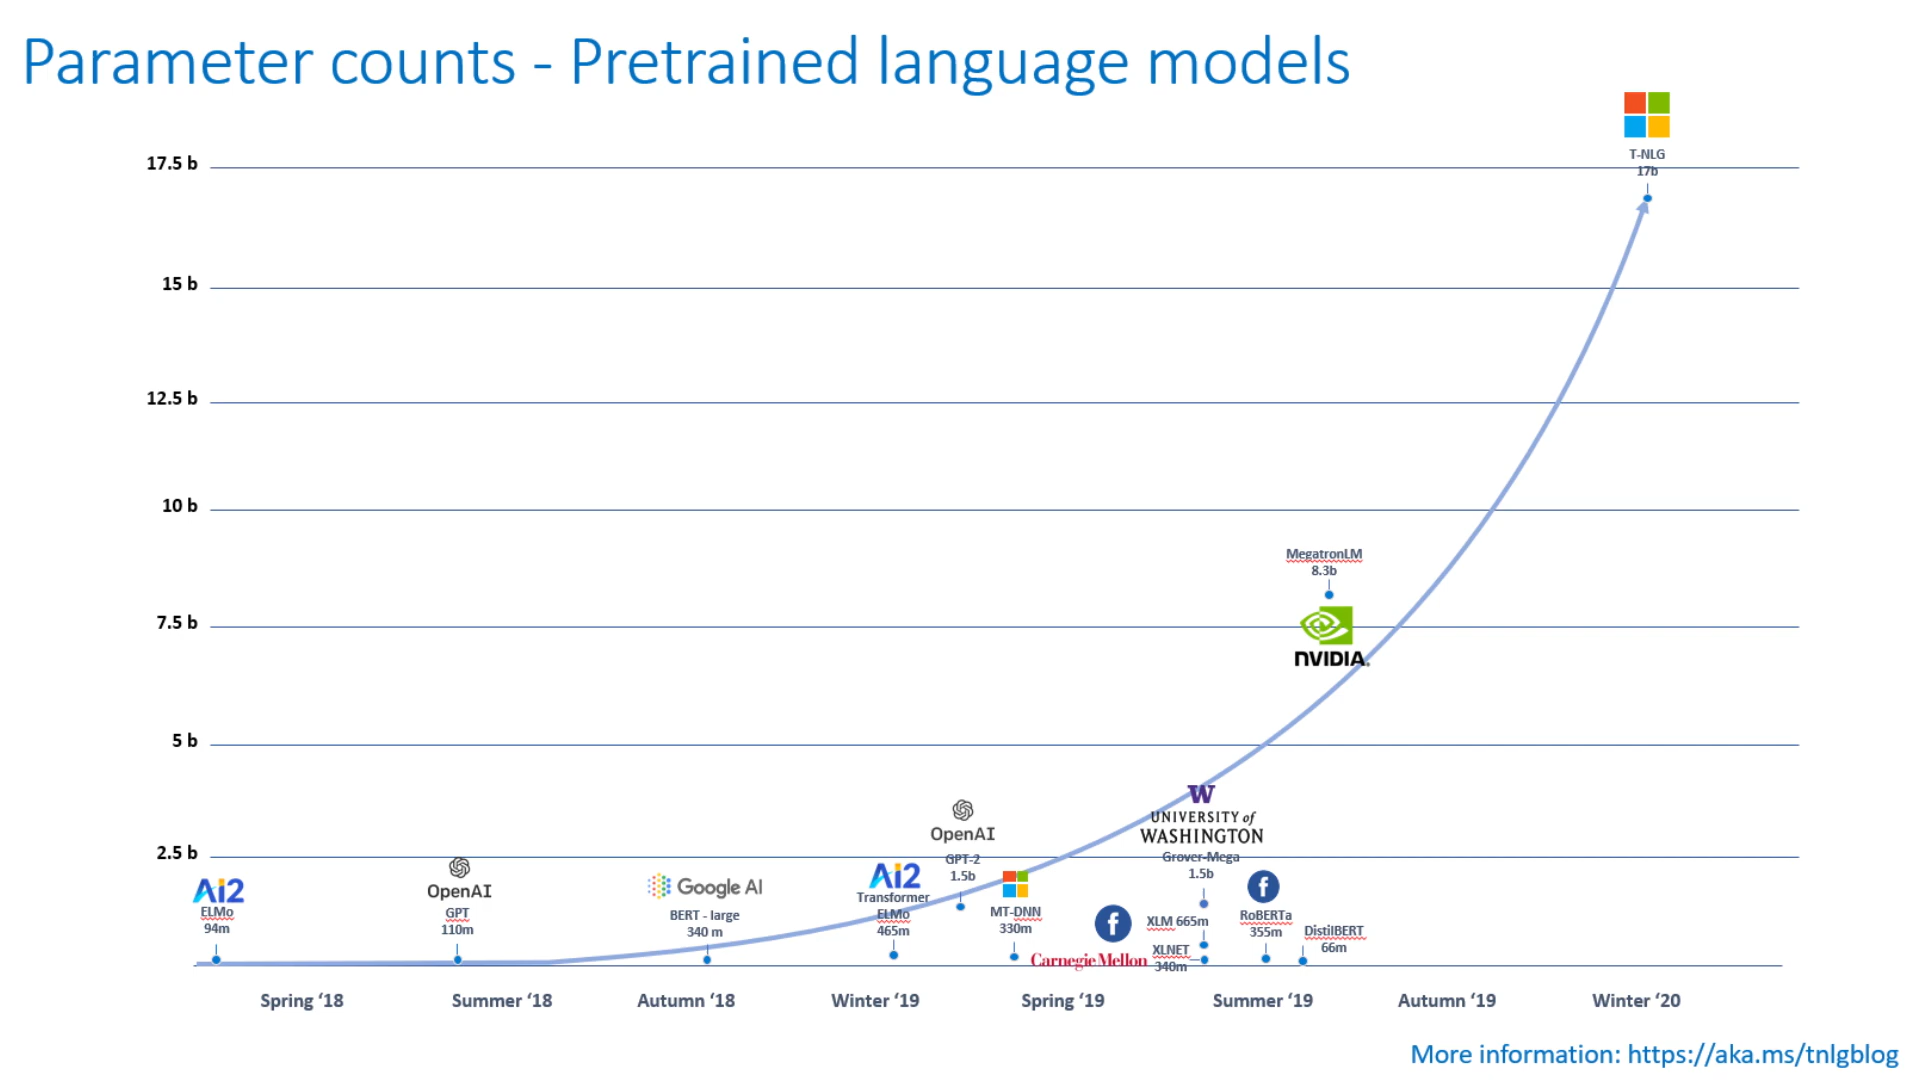 Parameter counts - Pretrained language models
T-NLG
17b
17.5 b
15 b
12.5 b
10 b
MegatronLM
8.3b
7.5 b
NVIDIA.
5 b
W
UNIVERSITY of
WASHINGTON
Grover-Mega
1.5b
OpenAI
GPT-2
1.5b
2.5 b
Ai2
ELMo
94m
OpenAI
GPT
110m
Google AI
BERT - large
340 m
Ai2
Transformer
ELMo
465m
MT-DNN
330m
f
XLM 665m
Carnegie Mellon
XLNET
340m
f
RoBERTa
355m
DistilBERT
66m
Spring ‘18
Summer ‘18
Autumn ‘18
Winter ‘19
Spring ‘19
Summer ‘19
Autumn ‘19
Winter ‘20
More information: https://aka.ms/tnlgblog